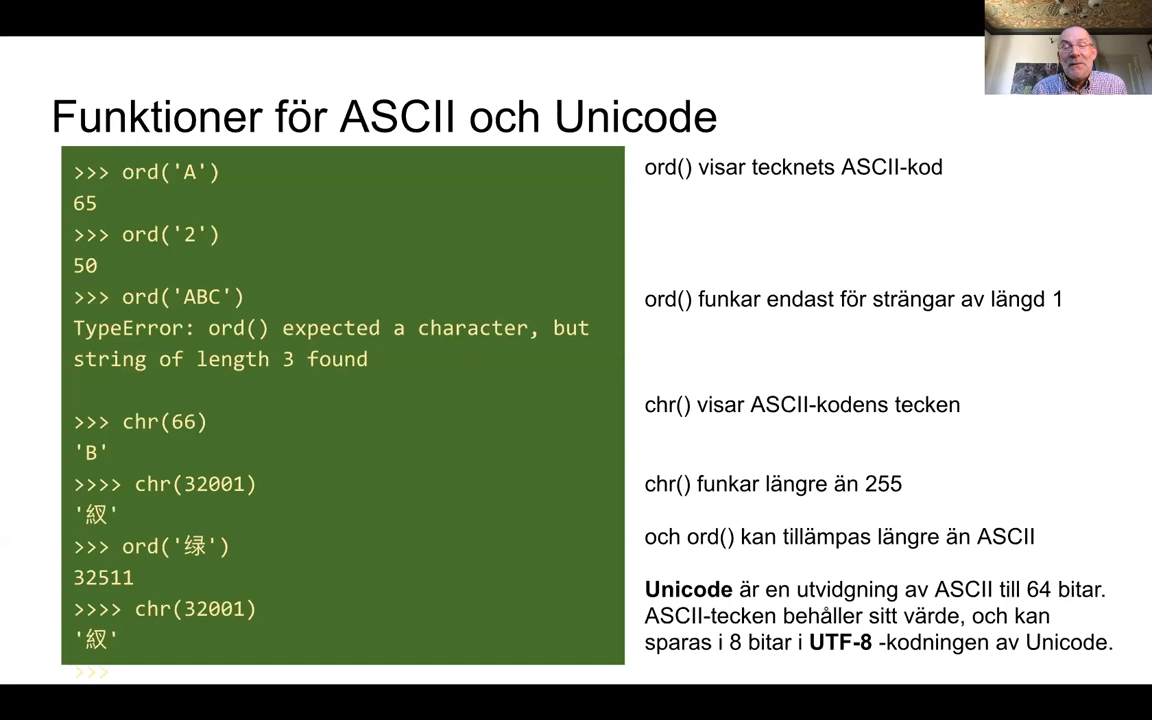 Funktioner för ASCII och Unicode
>>> ord('A')
65
>>> ord('2')
50
>>> ord('ABC')
TypeError: ord() expected a character, but
string of length 3 found
>>> chr(66)
'B'
>>>> chr(32001)
'紁'
>>> ord('绿')
32511
>>>> chr(32001)
'紁'
>>>
ord() visar tecknets ASCII-kod
ord() funkar endast för strängar av längd 1
chr() visar ASCII-kodens tecken
chr() funkar längre än 255
och ord() kan tillämpas längre än ASCII
Unicode är en utvidgning av ASCII till 64 bitar.
ASCII-tecken behåller sitt värde, och kan
sparas i 8 bitar i UTF-8 -kodningen av Unicode.